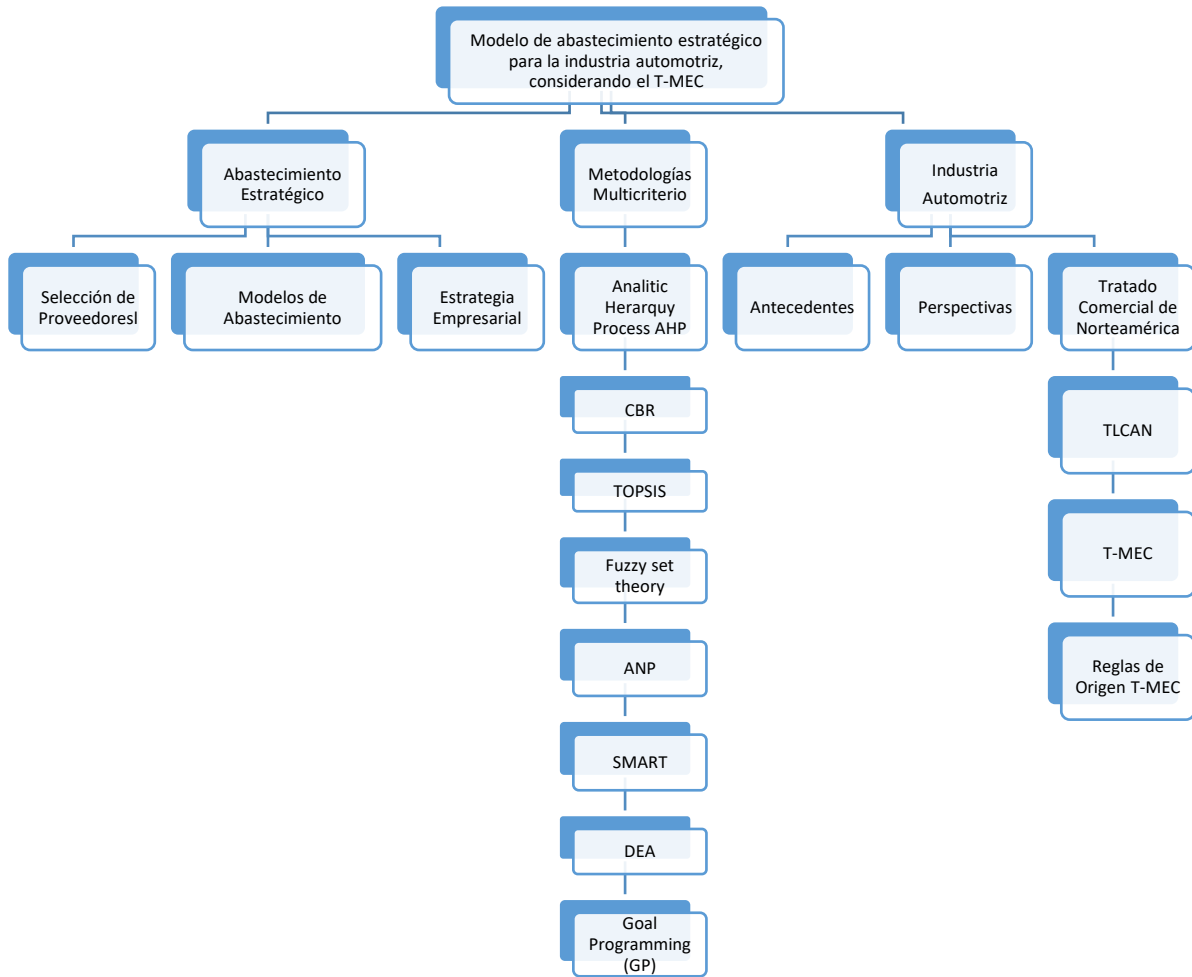 Modelo de abastecimiento estratégico
para la industria automotriz,
considerando el T-MEC
Abastecimiento
Estratégico
Metodologías
Multicriterio
Industria
Automotriz
Selección de
Proveedoresl
Modelos de
Abastecimiento
Estrategia
Empresarial
Analitic
Herarquy
Process AHP
Antecedentes
Perspectivas
Tratado
Comercial de
Norteamérica
CBR
TOPSIS
Fuzzy set
theory
ANP
SMART
DEA
Goal
Programming
(GP)
TLCAN
T-MEC
Reglas de
Origen T-MEC